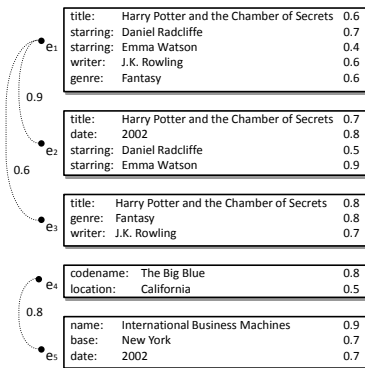 title: Harry Potter and the Chamber of Secrets 0.6
starring: Daniel Radcliffe 0.7
e1 starring: Emma Watson 0.4
writer: J.K. Rowling 0.6
genre: Fantasy 0.6
0.9
title: Harry Potter and the Chamber of Secrets 0.7
date: 2002 0.8
e2 starring: Daniel Radcliffe 0.5
starring: Emma Watson 0.9
0.6
title: Harry Potter and the Chamber of Secrets 0.8
e3 genre: Fantasy 0.8
writer: J.K. Rowling 0.7
e4 codename: The Big Blue 0.8
location: California 0.5
0.8
name: International Business Machines 0.9
base: New York 0.7
e5 date: 2002 0.7